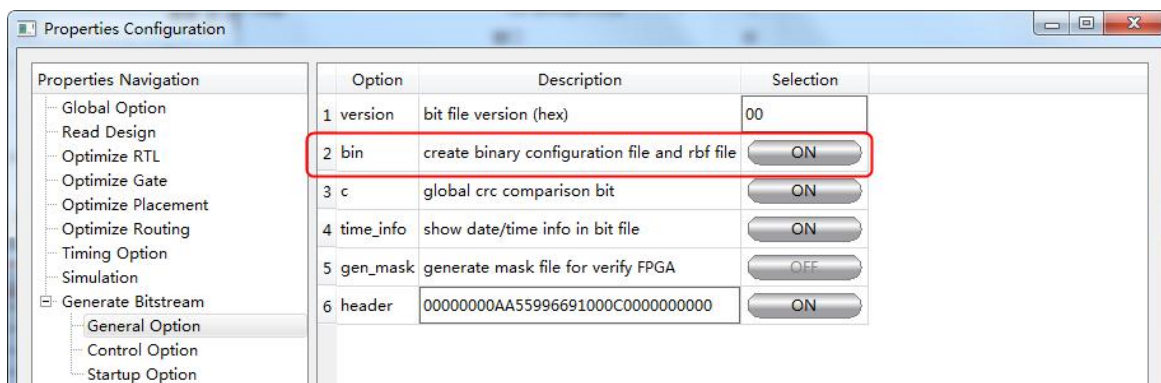 Properties Configuration
Properties Navigation
Global Option
Read Design
Optimize RTL
Optimize Gate
Optimize Placement
Optimize Routing
Timing Option
Simulation
Generate Bitstream
General Option
Control Option
Startup Option
Option Description Selection
1 version bit file version (hex) 00
2 bin create binary configuration file and rbf file ON
3 c global crc comparison bit ON
4 time_info show date/time info in bit file ON
5 gen_mask generate mask file for verify FPGA OFF
6 header 00000000AA55996691000C0000000000 ON